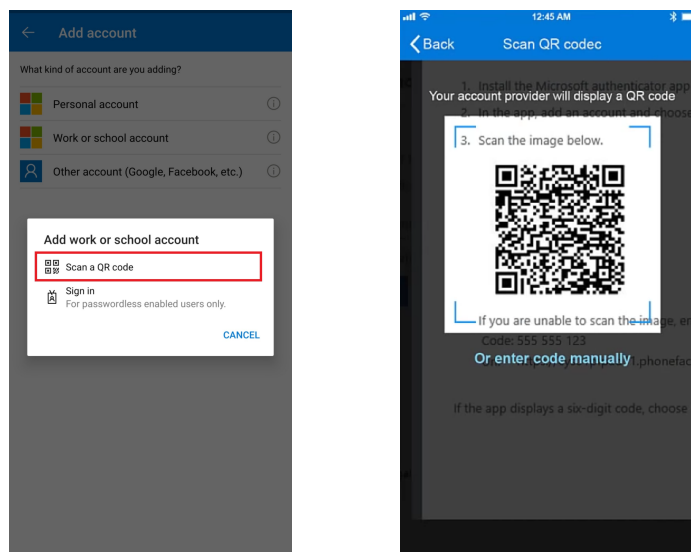 Add account
What kind of account are you adding?
Personal account
Work or school account
Other account (Google, Facebook, etc.)
Add work or school account
Scan a QR code
Sign in
For passwordless enabled users only.
CANCEL
12:45 AM
Back
Scan QR codec
1. Install the Microsoft authenticator app
Your account provider will display a QR code
2. In the app, add an account and choose
3. Scan the image below.
If you are unable to scan the image, en
Code: 555 555 123
Or enter code manually
1.phonefac
If the app displays a six-digit code, choose